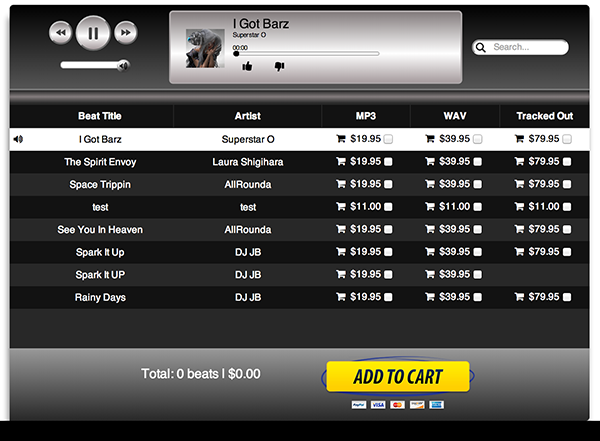 I Got Barz
Superstar O
00:00
Search...
Beat Title Artist MP3 WAV Tracked Out
I Got Barz Superstar O $19.95 $39.95 $79.95
The Spirit Envoy Laura Shigihara $19.95 $39.95 $79.95
Space Trippin AllRounda $19.95 $39.95 $79.95
test test $11.00 $11.00 $11.00
See You In Heaven AllRounda $19.95 $39.95 $79.95
Spark It Up DJ JB $19.95 $39.95 $79.95
Spark It UP DJ JB $19.95 $39.95
Rainy Days DJ JB $19.95 $39.95 $79.95
Total: 0 beats | $0.00
ADD TO CART
PayPal VISA